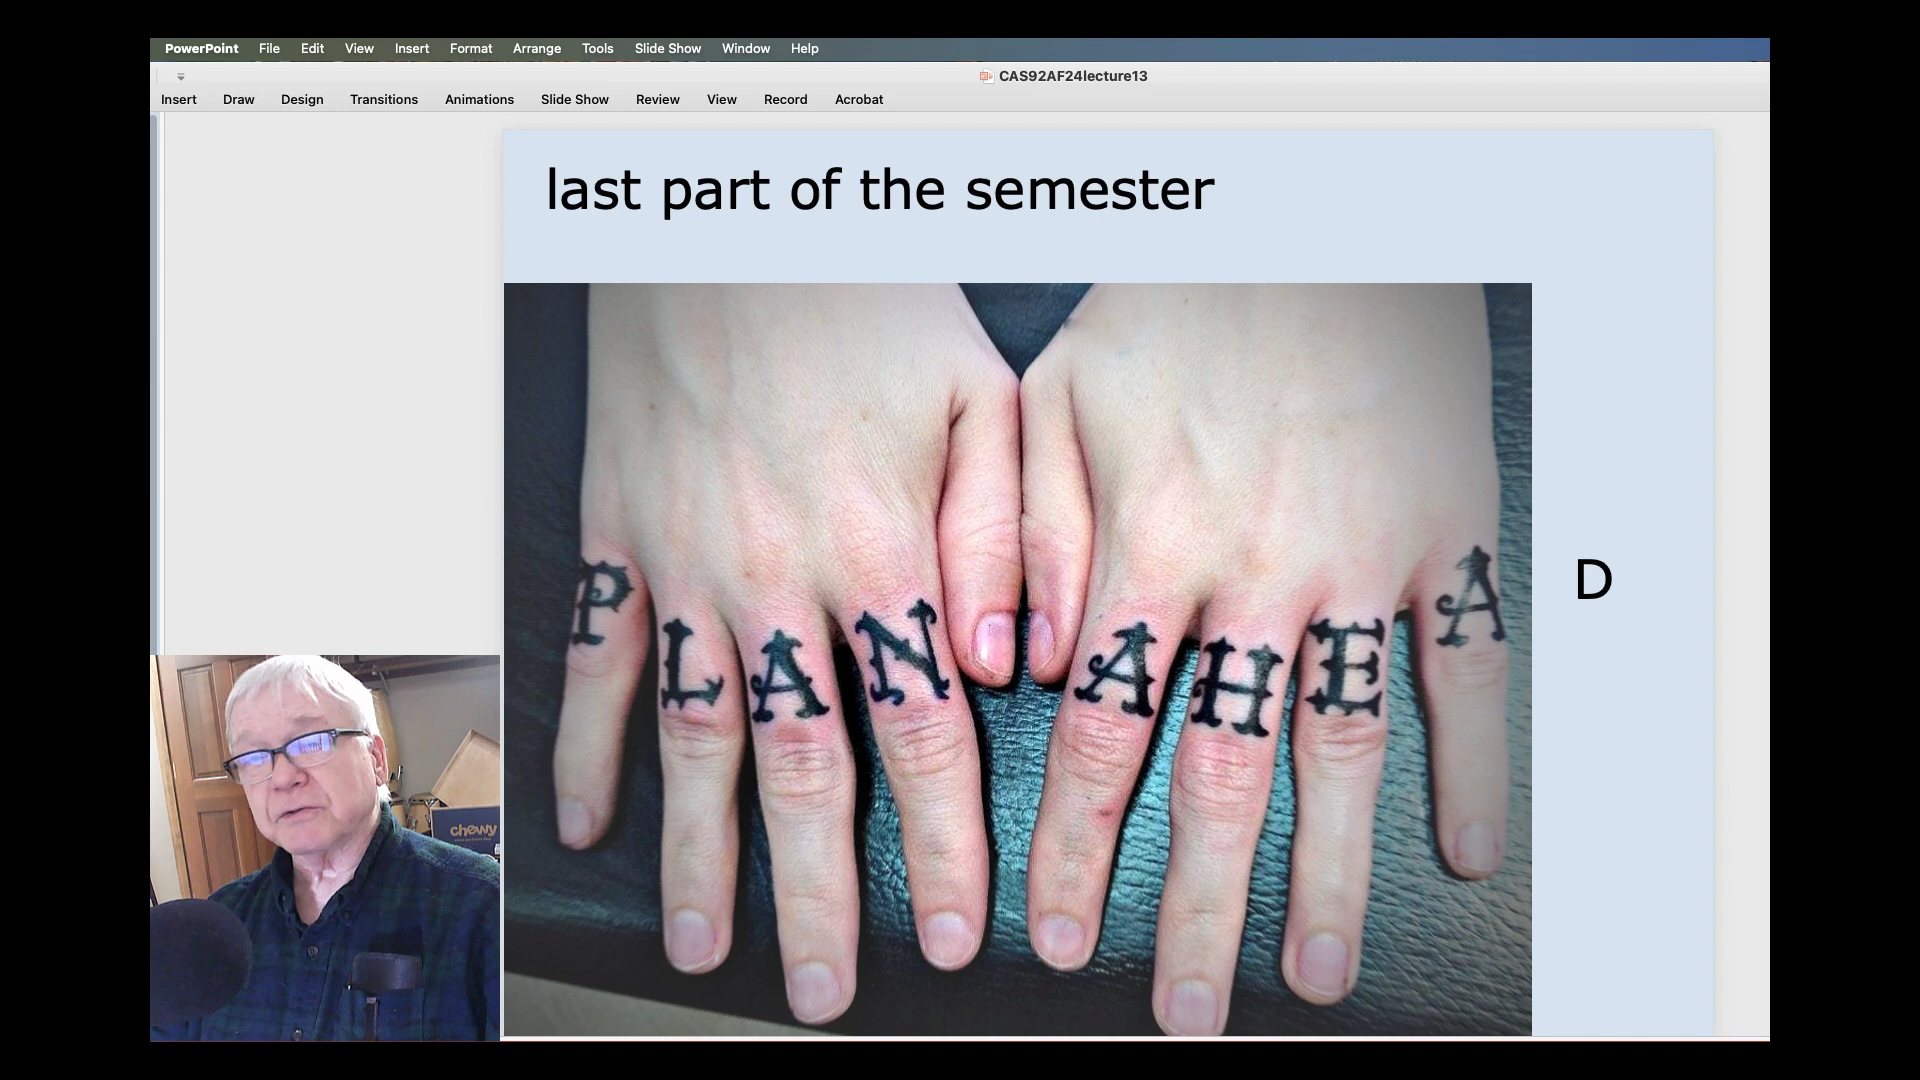 PowerPoint File Edit View Insert Format Arrange Tools Slide Show Window Help
CAS92AF24lecture13
Insert Draw Design Transitions Animations Slide Show Review View Record Acrobat
last part of the semester
PLAN AHEA D
chewy